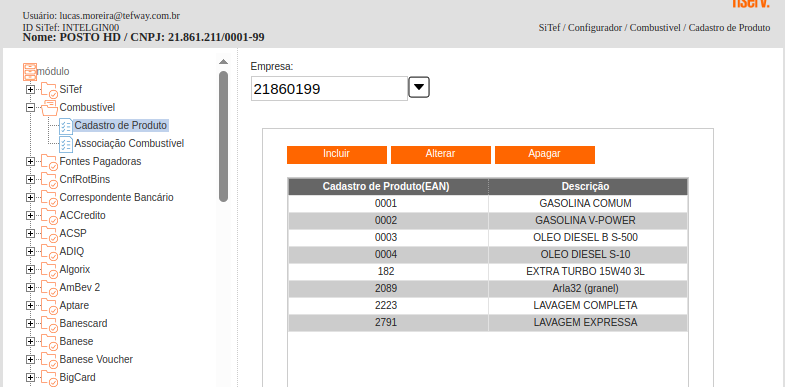 fiserv.
Usuário: lucas.moreira@tefway.com.br
ID SiTef: INTELGIN00
Nome: POSTO HD / CNPJ: 21.861.211/0001-99
SiTef / Configurador / Combustivel / Cadastro de Produto
módulo
SiTef
Combustível
Cadastro de Produto
Associação Combustível
Fontes Pagadoras
CnfRotBins
Correspondente Bancário
ACCredito
ACSP
ADIQ
Algorix
AmBev 2
Aptare
Banescard
Banese
Banese Voucher
BigCard
Empresa:
21860199
Incluir Alterar Apagar
Cadastro de Produto(EAN) Descrição
0001 GASOLINA COMUM
0002 GASOLINA V-POWER
0003 OLEO DIESEL B S-500
0004 OLEO DIESEL S-10
182 EXTRA TURBO 15W40 3L
2089 Arla32 (granel)
2223 LAVAGEM COMPLETA
2791 LAVAGEM EXPRESSA